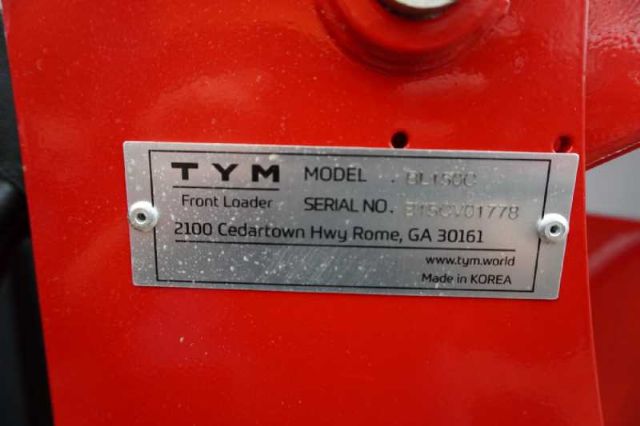 TYM MODEL . BL150C
Front Loader SERIAL NO. B15CV01778
2100 Cedartown Hwy Rome, GA 30161
www.tym.world
Made in KOREA